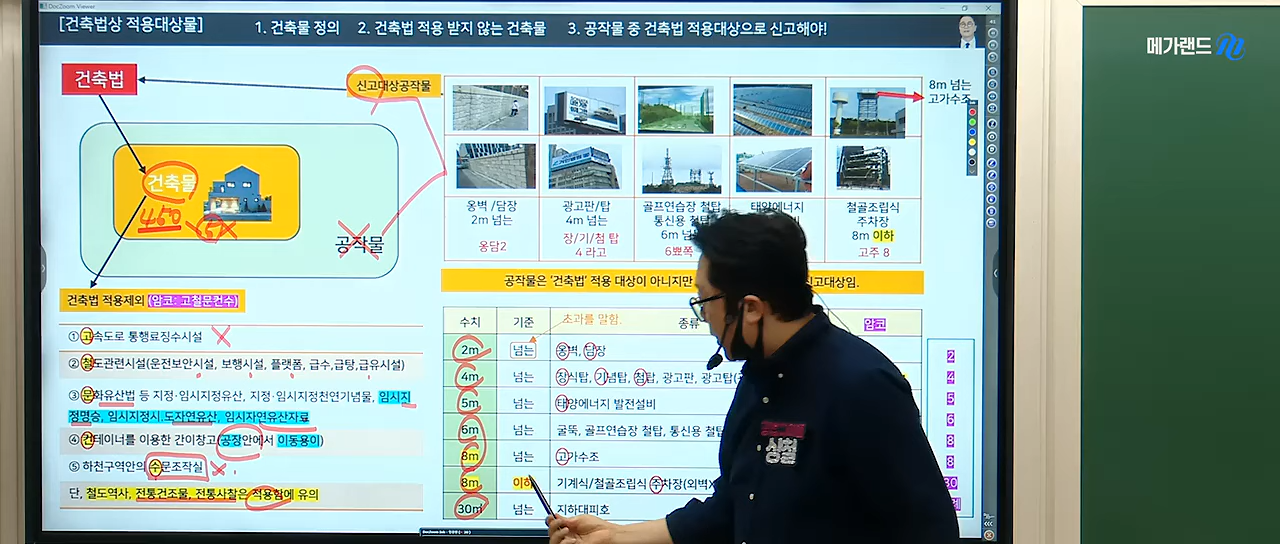 DocZoom Viewer
[건축법상 적용대상물] 1. 건축물 정의 2. 건축법 적용 받지 않는 건축물 3. 공작물 중 건축법 적용대상으로 신고해야!
메가랜드
건축법
신고대상공작물
8m 넘는
고가수조
건축물
450
공작물
옹벽 /담장
2m 넘는
옹담2
광고판/탑
4m 넘는
장/기/첨 탑
4 라고
골프연습장 철탑
통신용 철탑
6m 넘
6뾰쪽
태양에너지
철골조립식
주차장
8m 이하
고주 8
공작물은 '건축법' 적용 대상이 아니지만
신고대상임.
건축법 적용제외 (암코: 고철문컨수)
① 고속도로 통행료징수시설
② 철도관련시설(운전보안시설, 보행시설, 플랫폼, 급수,급탕,급유시설)
③ 문화유산법 등 지정·임시지정유산, 지정·임시지정천연기념물, 임시지
정명승, 임시지정시.도자연유산, 임시자연유산자료
④ 컨테이너를 이용한 간이창고(공장안에서 이동용이)
⑤ 하천구역안의 수문조작실
단, 철도역사, 전통건조물, 전통사찰은 적용함에 유의
수치 기준 초과를 말함. 종류 암코
2m 넘는 옹벽, 담장 2
4m 넘는 장식탑, 기념탑, 첨탑, 광고판, 광고탑 4
5m 넘는 태양에너지 발전설비 5
6m 넘는 굴뚝, 골프연습장 철탑, 통신용 철탑 6
8m 넘는 고가수조 8
8m 이하 기계식/철골조립식 주차장(외벽X 8
30㎡ 넘는 지하대피호 30